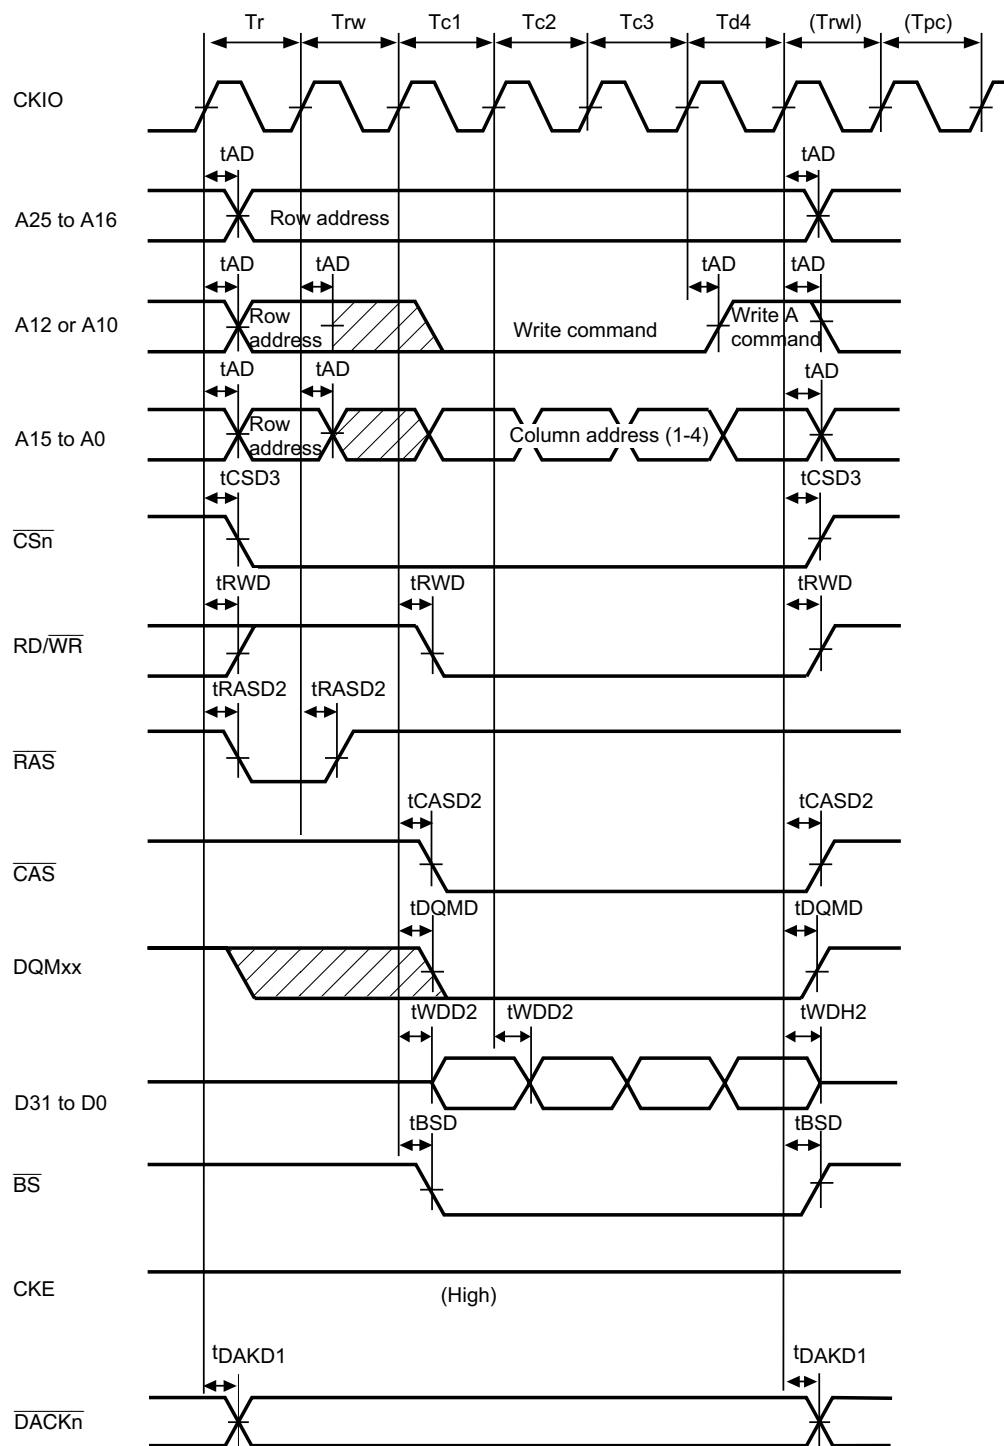 Tr Trw Tc1 Tc2 Tc3 Td4 (Trwl) (Tpc)
CKIO
tAD tAD
A25 to A16 Row address
tAD tAD tAD tAD
A12 or A10 Row address Write command Write A command
tAD tAD tAD
A15 to A0 Row address Column address (1-4)
tCSD3 tCSD3
CSn
tRWD tRWD tRWD
RD/WR
tRASD2 tRASD2
RAS
tCASD2 tCASD2
CAS
tDQMD tDQMD
DQMxx
tWDD2 tWDD2 tWDH2
D31 to D0
tBSD tBSD
BS
CKE
(High)
tDAKD1 tDAKD1
DACKn